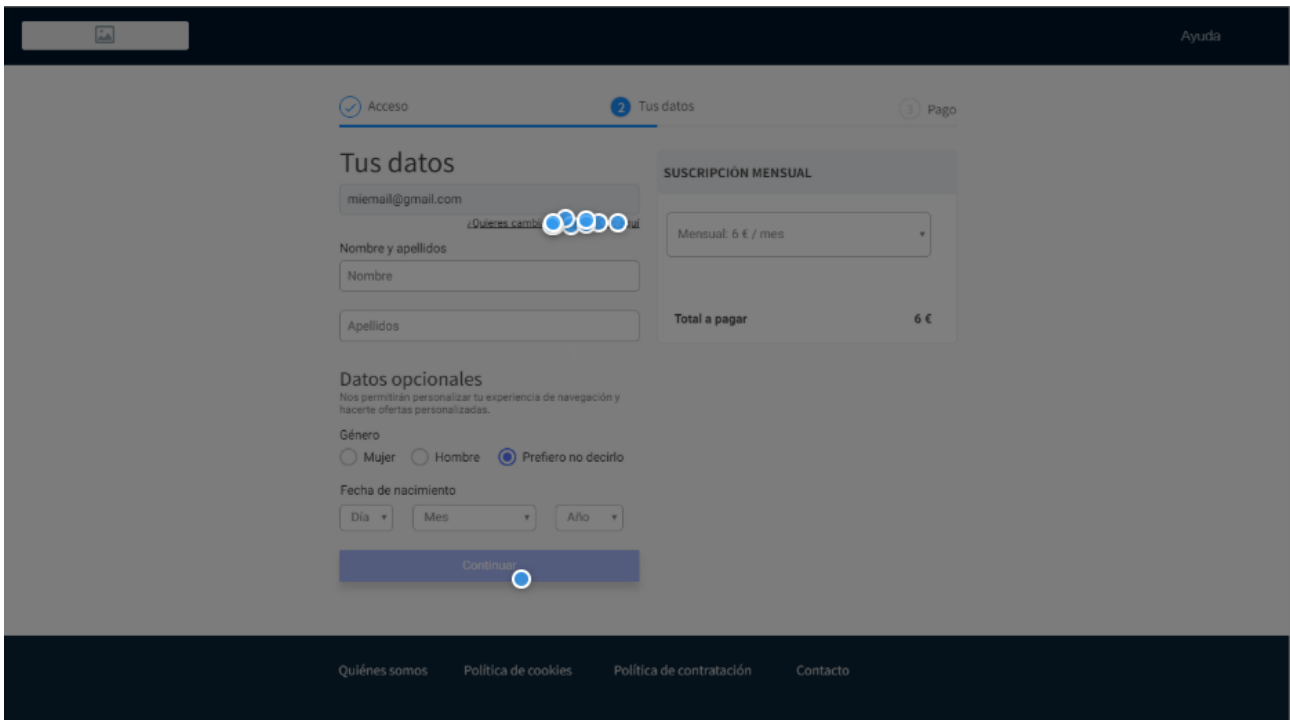 Ayuda
Acceso
2 Tus datos
3 Pago
Tus datos
SUSCRIPCIÓN MENSUAL
miemail@gmail.com
¿Quieres
Mensual: 6 € / mes
Nombre y apellidos
Nombre
Apellidos
Total a pagar 6 €
Datos opcionales
Nos permitirán personalizar tu experiencia de navegación y
hacerte ofertas personalizadas.
Género
Mujer Hombre Prefiero no decirlo
Fecha de nacimiento
Día Mes Año
Continuar
Quiénes somos Política de cookies Política de contratación Contacto